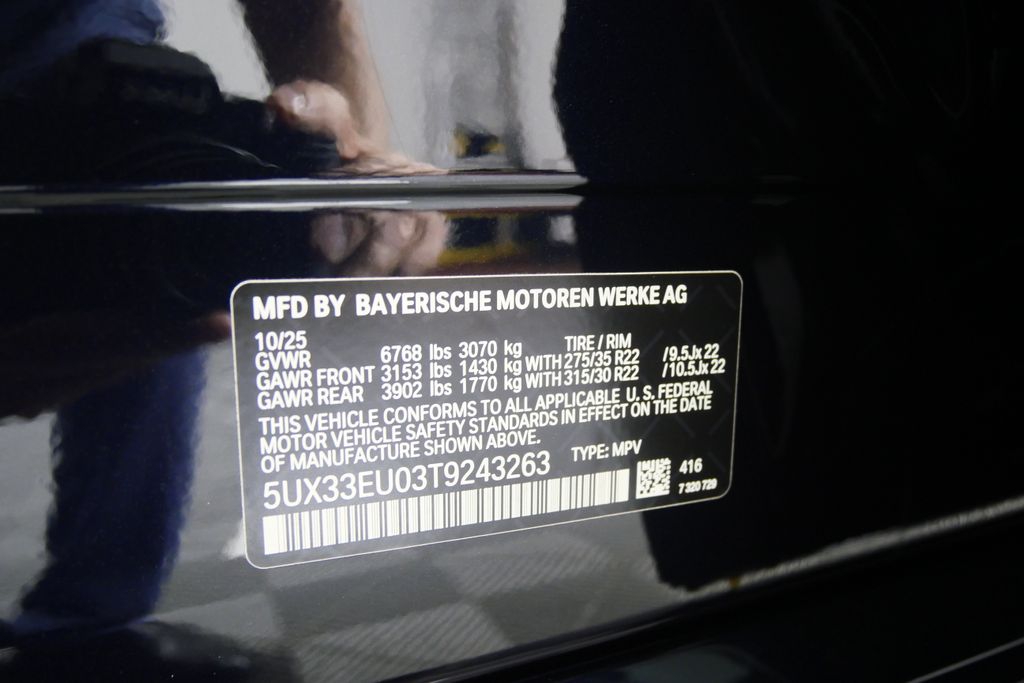 MFD BY BAYERISCHE MOTOREN WERKE AG
10/25 TIRE / RIM
GVWR 6768 lbs 3070 kg
GAWR FRONT 3153 lbs 1430 kg WITH 275/35 R22 /9.5Jx22
GAWR REAR 3902 lbs 1770 kg WITH 315/30 R22 /10.5Jx22
THIS VEHICLE CONFORMS TO ALL APPLICABLE U.S. FEDERAL
MOTOR VEHICLE SAFETY STANDARDS IN EFFECT ON THE DATE
OF MANUFACTURE SHOWN ABOVE.
TYPE: MPV
5UX33EU03T9243263
416
7 320 729